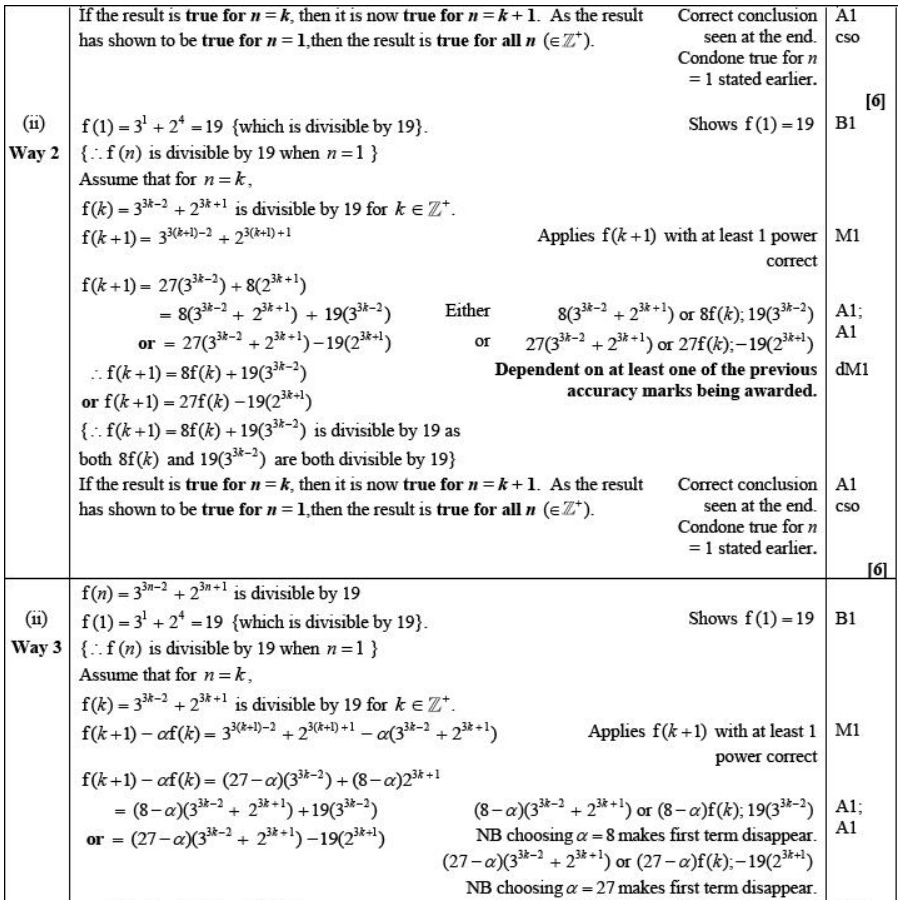 If the result is true for n = k, then it is now true for n = k + 1. As the result Correct conclusion A1
has shown to be true for n = 1,then the result is true for all n (∈ ℤ⁺). seen at the end. cso
Condone true for n
= 1 stated earlier.
[6]
(ii) f(1) = 3¹ + 2⁴ = 19 {which is divisible by 19}. Shows f(1) = 19 B1
Way 2 {∴ f(n) is divisible by 19 when n = 1 }
Assume that for n = k,
f(k) = 3^{3k−2} + 2^{3k+1} is divisible by 19 for k ∈ ℤ⁺.
f(k+1) = 3^{3(k+1)−2} + 2^{3(k+1)+1} Applies f(k+1) with at least 1 power M1
correct
f(k+1) = 27(3^{3k−2}) + 8(2^{3k+1})
= 8(3^{3k−2} + 2^{3k+1}) + 19(3^{3k−2}) Either 8(3^{3k−2} + 2^{3k+1}) or 8f(k); 19(3^{3k−2}) A1;
or = 27(3^{3k−2} + 2^{3k+1}) − 19(2^{3k+1}) or 27(3^{3k−2} + 2^{3k+1}) or 27f(k); −19(2^{3k+1}) A1
∴ f(k+1) = 8f(k) + 19(3^{3k−2}) Dependent on at least one of the previous dM1
or f(k+1) = 27f(k) − 19(2^{3k+1}) accuracy marks being awarded.
{∴ f(k+1) = 8f(k) + 19(3^{3k−2}) is divisible by 19 as
both 8f(k) and 19(3^{3k−2}) are both divisible by 19}
If the result is true for n = k, then it is now true for n = k + 1. As the result Correct conclusion A1
has shown to be true for n = 1,then the result is true for all n (∈ ℤ⁺). seen at the end. cso
Condone true for n
= 1 stated earlier.
[6]
f(n) = 3^{3n−2} + 2^{3n+1} is divisible by 19
(ii) f(1) = 3¹ + 2⁴ = 19 {which is divisible by 19}. Shows f(1) = 19 B1
Way 3 {∴ f(n) is divisible by 19 when n = 1 }
Assume that for n = k,
f(k) = 3^{3k−2} + 2^{3k+1} is divisible by 19 for k ∈ ℤ⁺.
f(k+1) − αf(k) = 3^{3(k+1)−2} + 2^{3(k+1)+1} − α(3^{3k−2} + 2^{3k+1}) Applies f(k+1) with at least 1 M1
power correct
f(k+1) − αf(k) = (27−α)(3^{3k−2}) + (8−α)2^{3k+1}
= (8−α)(3^{3k−2} + 2^{3k+1}) + 19(3^{3k−2}) (8−α)(3^{3k−2} + 2^{3k+1}) or (8−α)f(k); 19(3^{3k−2}) A1;
or = (27−α)(3^{3k−2} + 2^{3k+1}) − 19(2^{3k+1}) NB choosing α = 8 makes first term disappear. A1
(27−α)(3^{3k−2} + 2^{3k+1}) or (27−α)f(k); −19(2^{3k+1})
NB choosing α = 27 makes first term disappear.